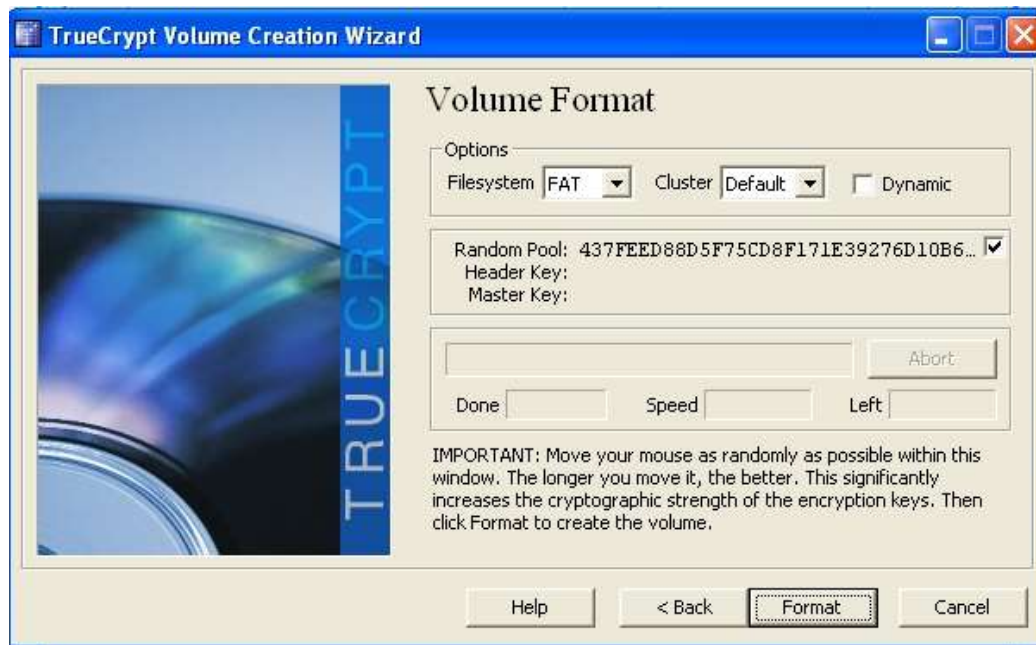 TrueCrypt Volume Creation Wizard
TRUECRYPT
Volume Format
Options
Filesystem FAT Cluster Default Dynamic
Random Pool: 437FEED88D5F75CD8F171E39276D10B6...
Header Key:
Master Key:
Abort
Done Speed Left
IMPORTANT: Move your mouse as randomly as possible within this
window. The longer you move it, the better. This significantly
increases the cryptographic strength of the encryption keys. Then
click Format to create the volume.
Help < Back Format Cancel